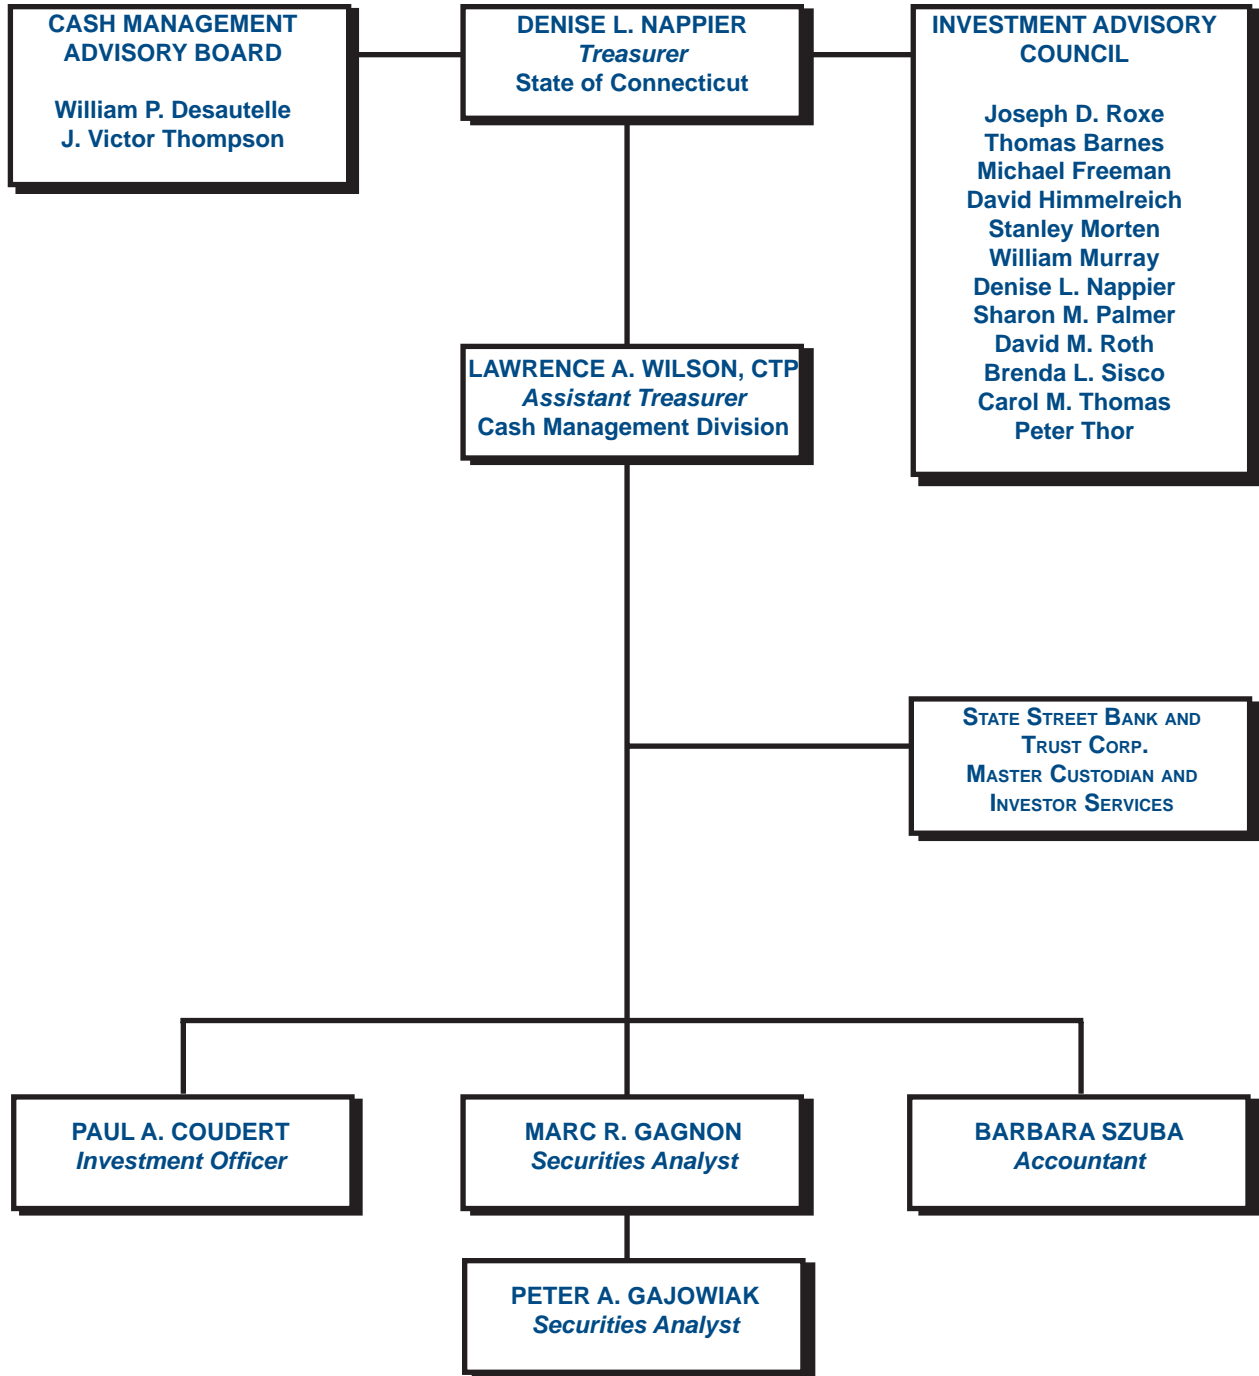 CASH MANAGEMENT
ADVISORY BOARD
William P. Desautelle
J. Victor Thompson
DENISE L. NAPPIER
Treasurer
State of Connecticut
INVESTMENT ADVISORY
COUNCIL
Joseph D. Roxe
Thomas Barnes
Michael Freeman
David Himmelreich
Stanley Morten
William Murray
Denise L. Nappier
Sharon M. Palmer
David M. Roth
Brenda L. Sisco
Carol M. Thomas
Peter Thor
LAWRENCE A. WILSON, CTP
Assistant Treasurer
Cash Management Division
STATE STREET BANK AND
TRUST CORP.
MASTER CUSTODIAN AND
INVESTOR SERVICES
PAUL A. COUDERT
Investment Officer
MARC R. GAGNON
Securities Analyst
BARBARA SZUBA
Accountant
PETER A. GAJOWIAK
Securities Analyst